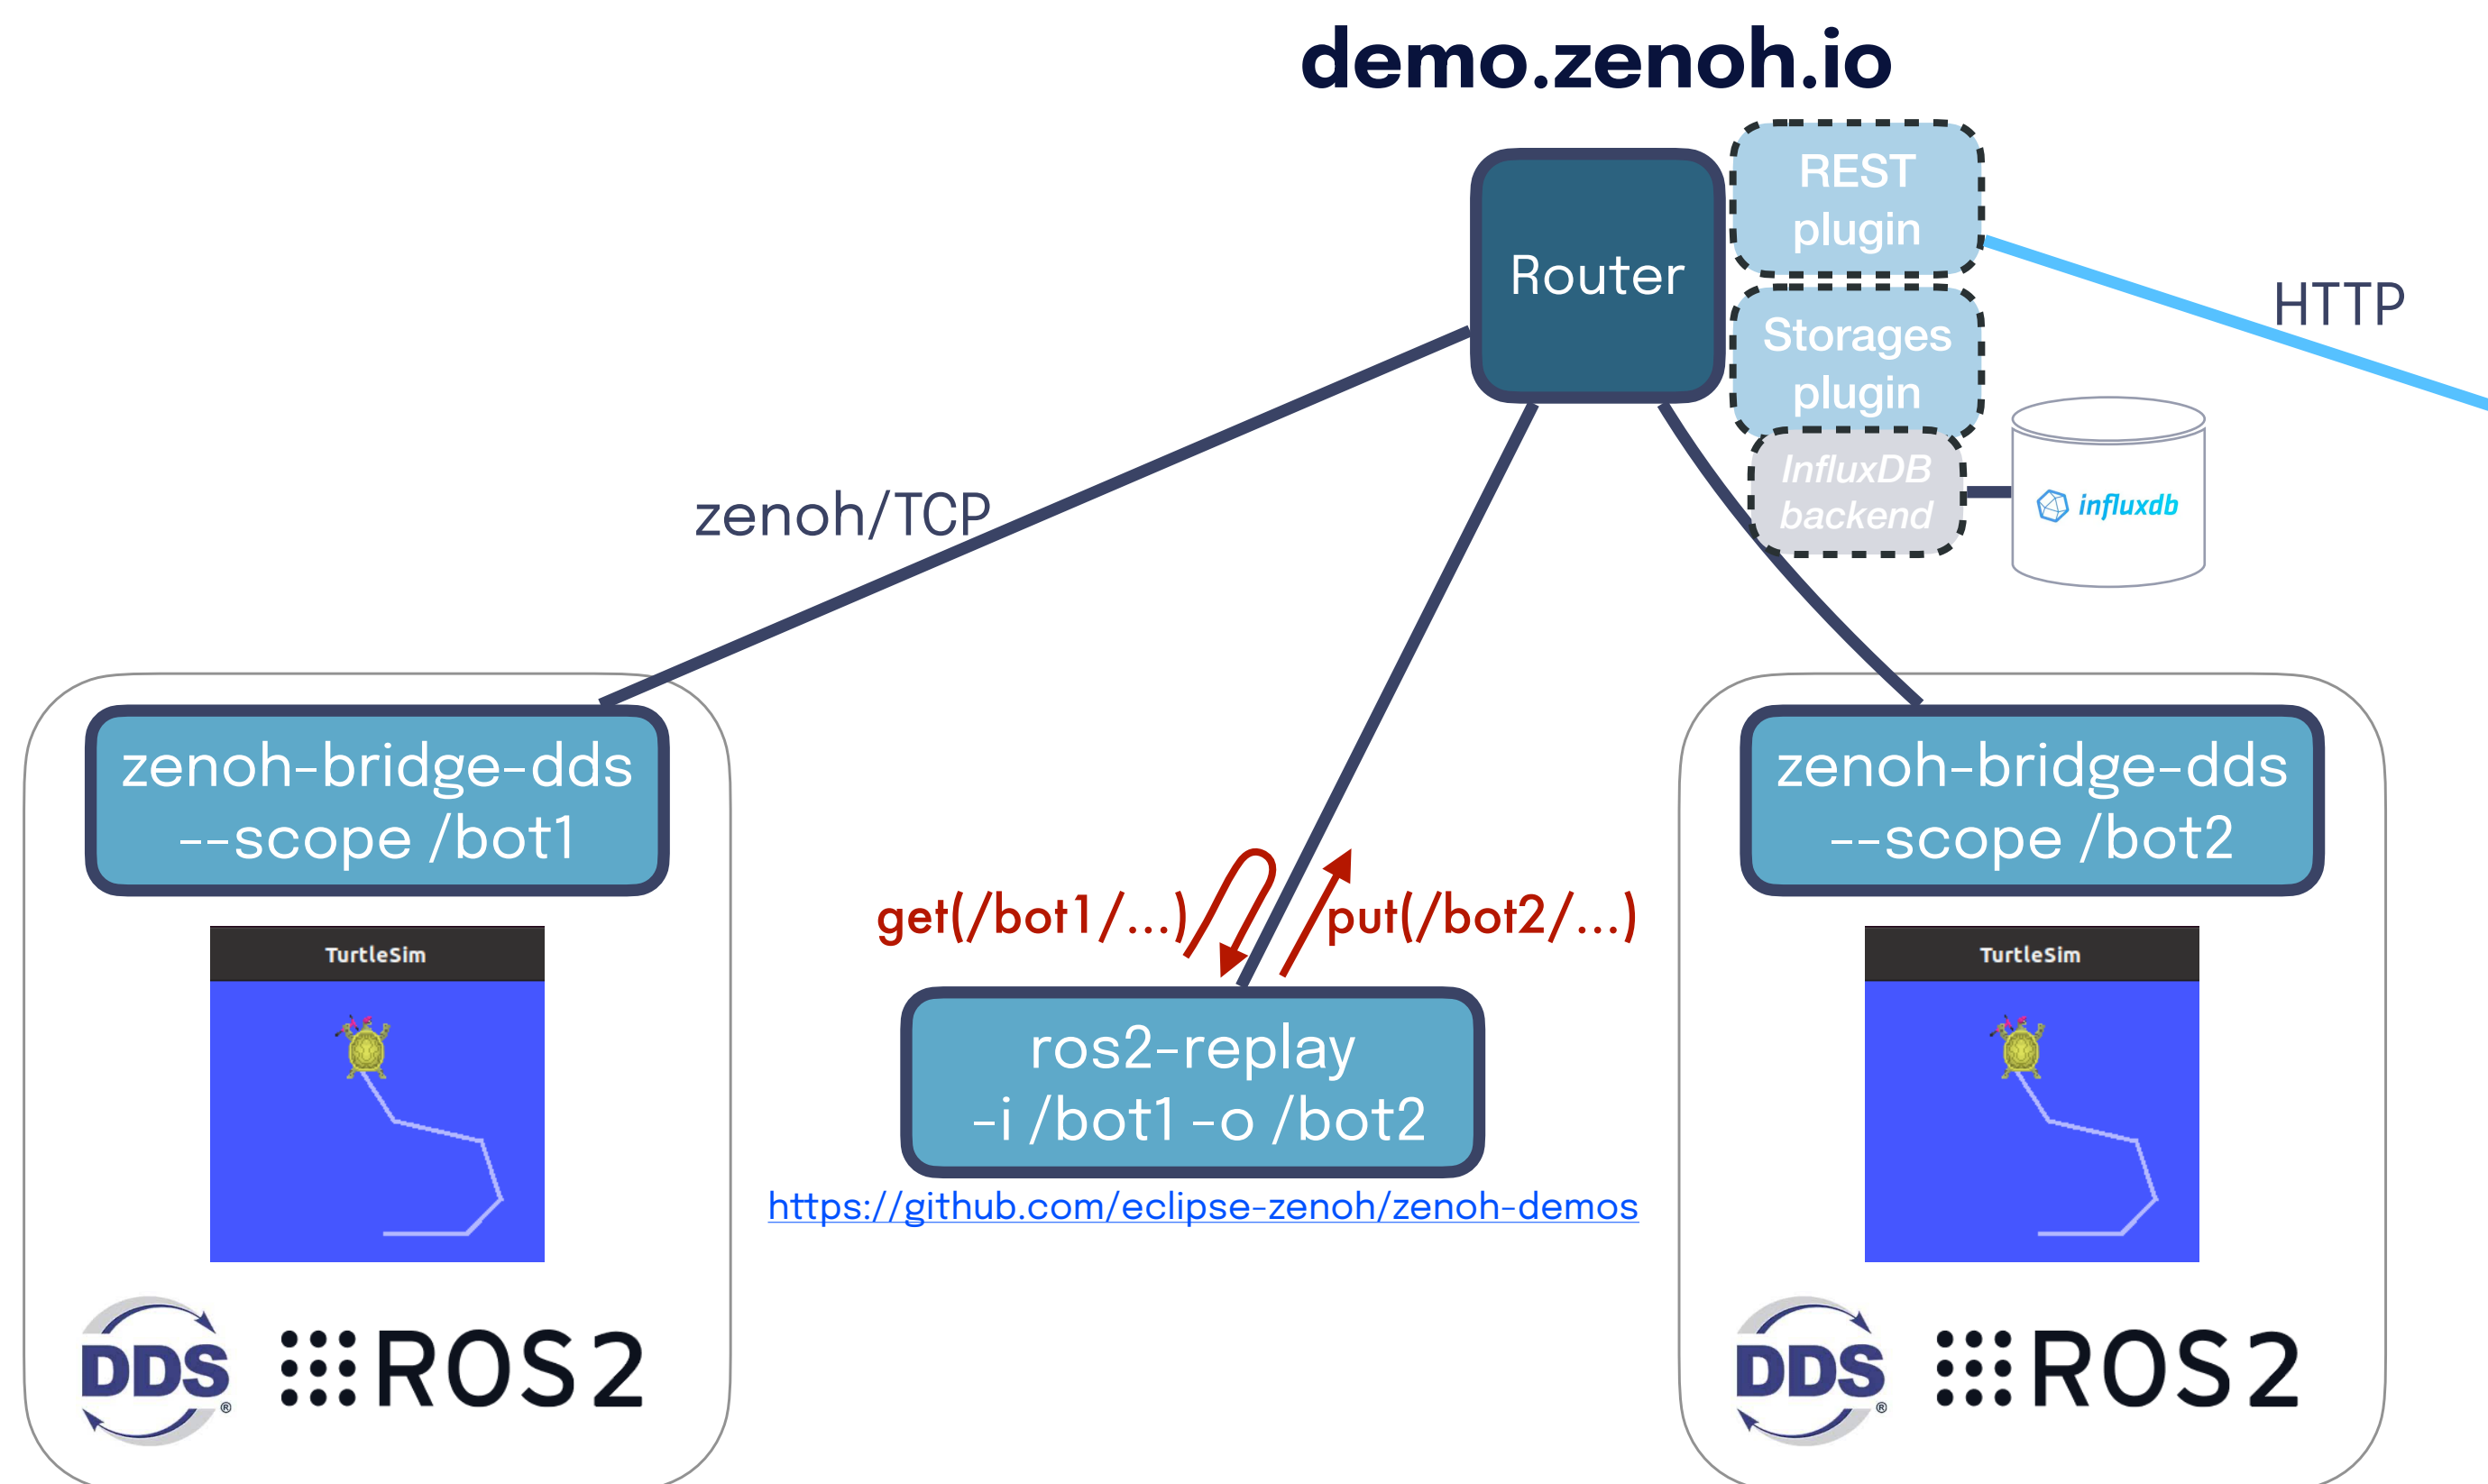 demo.zenoh.io
REST
plugin
Router
HTTP
Storages
plugin
InfluxDB
backend
influxdb
zenoh/TCP
zenoh-bridge-dds
--scope /bot1
zenoh-bridge-dds
--scope /bot2
get(/bot1/...)
put(/bot2/...)
TurtleSim
TurtleSim
ros2-replay
-i /bot1 -o /bot2
https://github.com/eclipse-zenoh/zenoh-demos
DDS®
ROS2
DDS®
ROS2